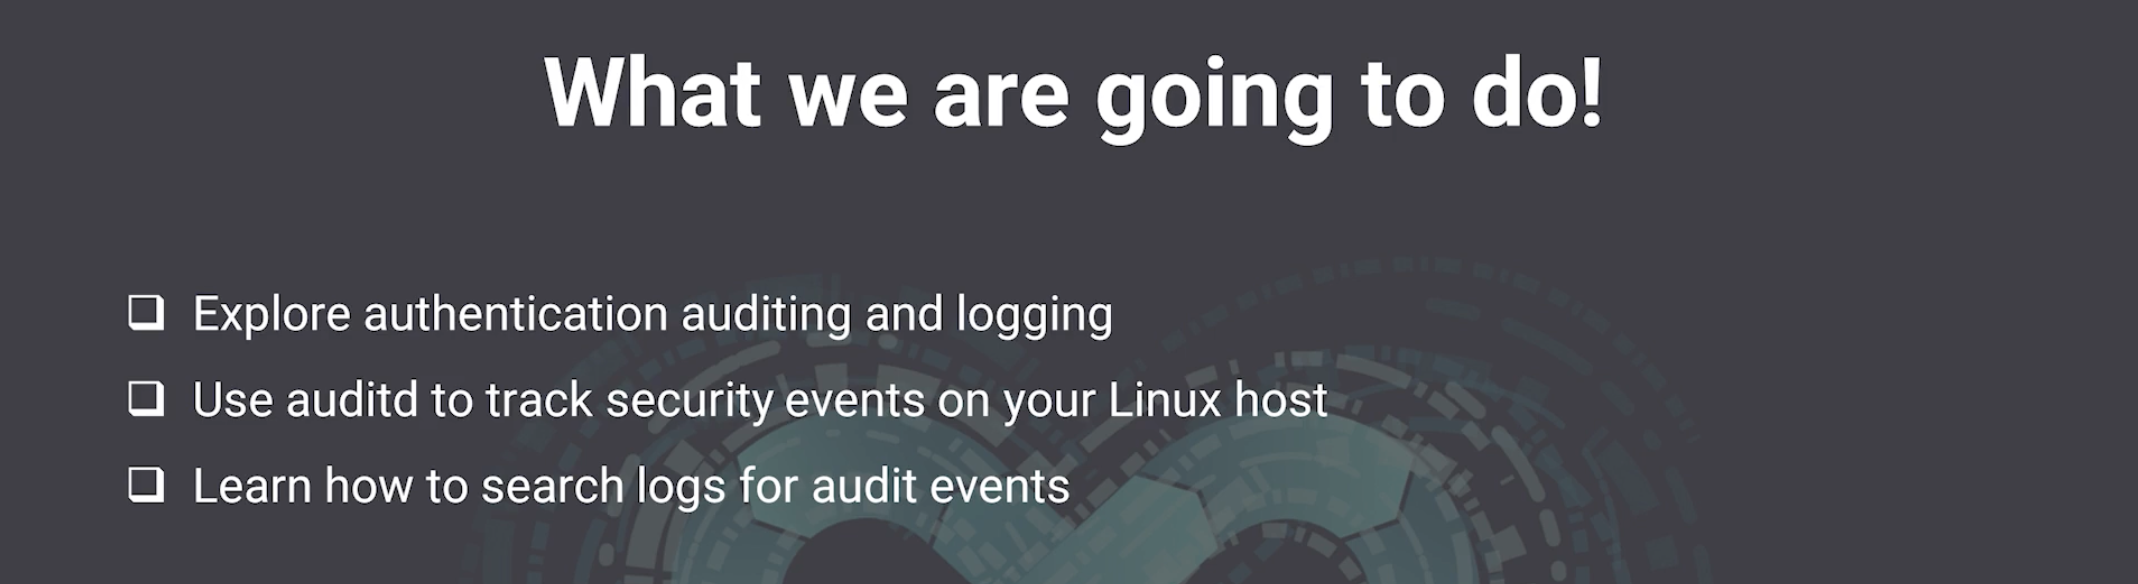 What we are going to do!
❏ Explore authentication auditing and logging
❏ Use auditd to track security events on your Linux host
❏ Learn how to search logs for audit events